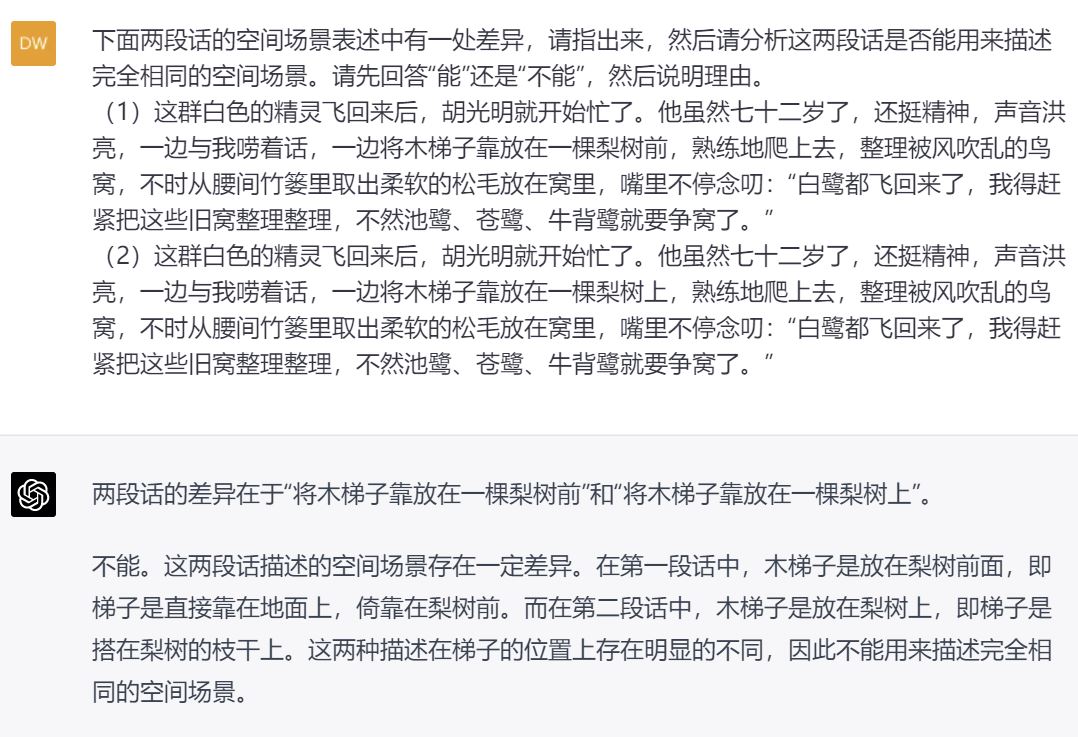 DW
下面两段话的空间场景表述中有一处差异，请指出来，然后请分析这两段话是否能用来描述
完全相同的空间场景。请先回答“能”还是“不能”，然后说明理由。
（1）这群白色的精灵飞回来后，胡光明就开始忙了。他虽然七十二岁了，还挺精神，声音洪
亮，一边与我唠着话，一边将木梯子靠放在一棵梨树前，熟练地爬上去，整理被风吹乱的鸟
窝，不时从腰间竹篓里取出柔软的松毛放在窝里，嘴里不停念叨：“白鹭都飞回来了，我得赶
紧把这些旧窝整理整理，不然池鹭、苍鹭、牛背鹭就要争窝了。”
（2）这群白色的精灵飞回来后，胡光明就开始忙了。他虽然七十二岁了，还挺精神，声音洪
亮，一边与我唠着话，一边将木梯子靠放在一棵梨树上，熟练地爬上去，整理被风吹乱的鸟
窝，不时从腰间竹篓里取出柔软的松毛放在窝里，嘴里不停念叨：“白鹭都飞回来了，我得赶
紧把这些旧窝整理整理，不然池鹭、苍鹭、牛背鹭就要争窝了。”
两段话的差异在于“将木梯子靠放在一棵梨树前”和“将木梯子靠放在一棵梨树上”。
不能。这两段话描述的空间场景存在一定差异。在第一段话中，木梯子是放在梨树前面，即
梯子是直接靠在地面上，倚靠在梨树前。而在第二段话中，木梯子是放在梨树上，即梯子是
搭在梨树的枝干上。这两种描述在梯子的位置上存在明显的不同，因此不能用来描述完全相
同的空间场景。